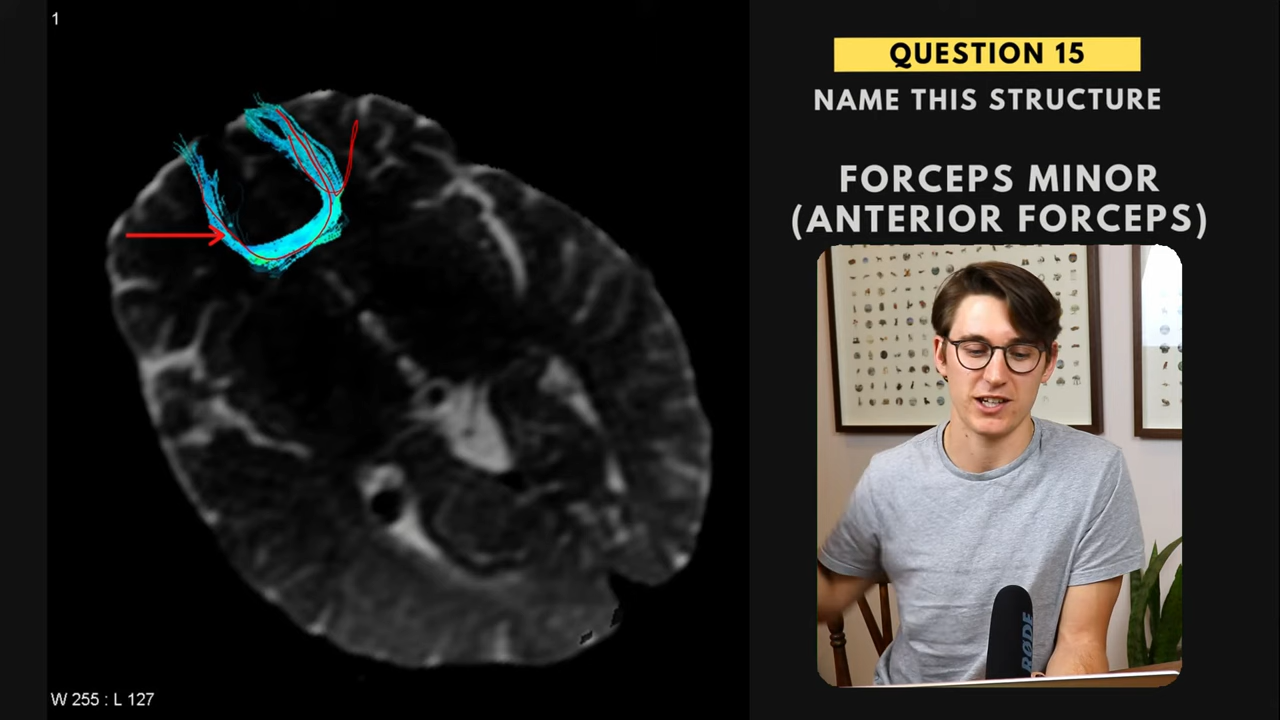 1
QUESTION 15
NAME THIS STRUCTURE
FORCEPS MINOR
(ANTERIOR FORCEPS)
RØDE
W 255 : L 127